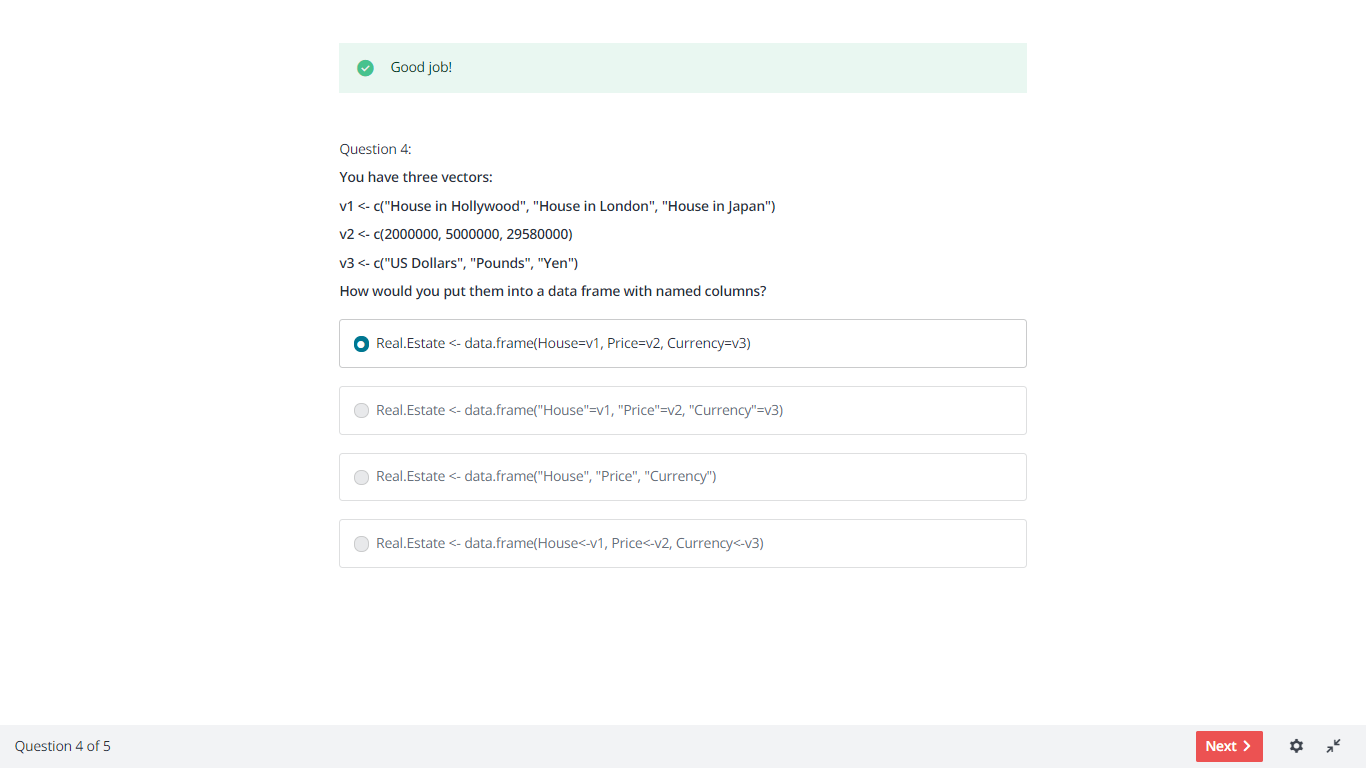 Good job!
Question 4:
You have three vectors:
v1 <- c("House in Hollywood", "House in London", "House in Japan")
v2 <- c(2000000, 5000000, 29580000)
v3 <- c("US Dollars", "Pounds", "Yen")
How would you put them into a data frame with named columns?
Real.Estate <- data.frame(House=v1, Price=v2, Currency=v3)
Real.Estate <- data.frame("House"=v1, "Price"=v2, "Currency"=v3)
Real.Estate <- data.frame("House", "Price", "Currency")
Real.Estate <- data.frame(House<-v1, Price<-v2, Currency<-v3)
Question 4 of 5
Next